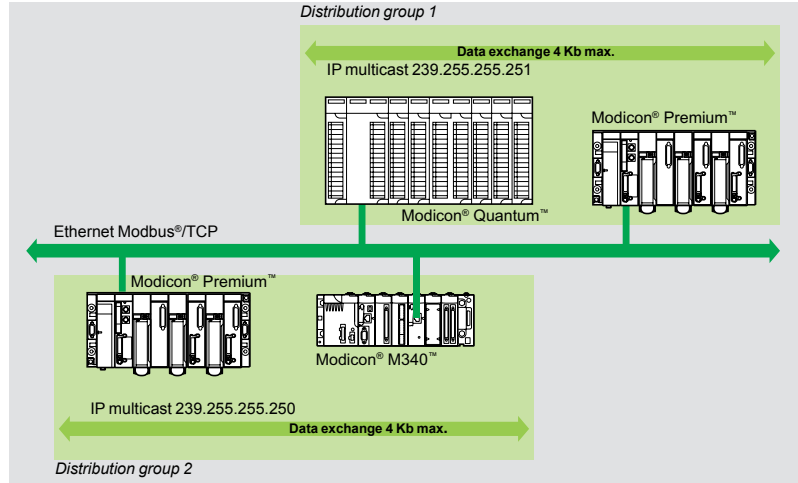 Distribution group 1
Data exchange 4 Kb max.
IP multicast 239.255.255.251
Modicon® Premium™
Modicon® Quantum™
Ethernet Modbus®/TCP
Modicon® Premium™
Modicon® M340™
IP multicast 239.255.255.250
Data exchange 4 Kb max.
Distribution group 2